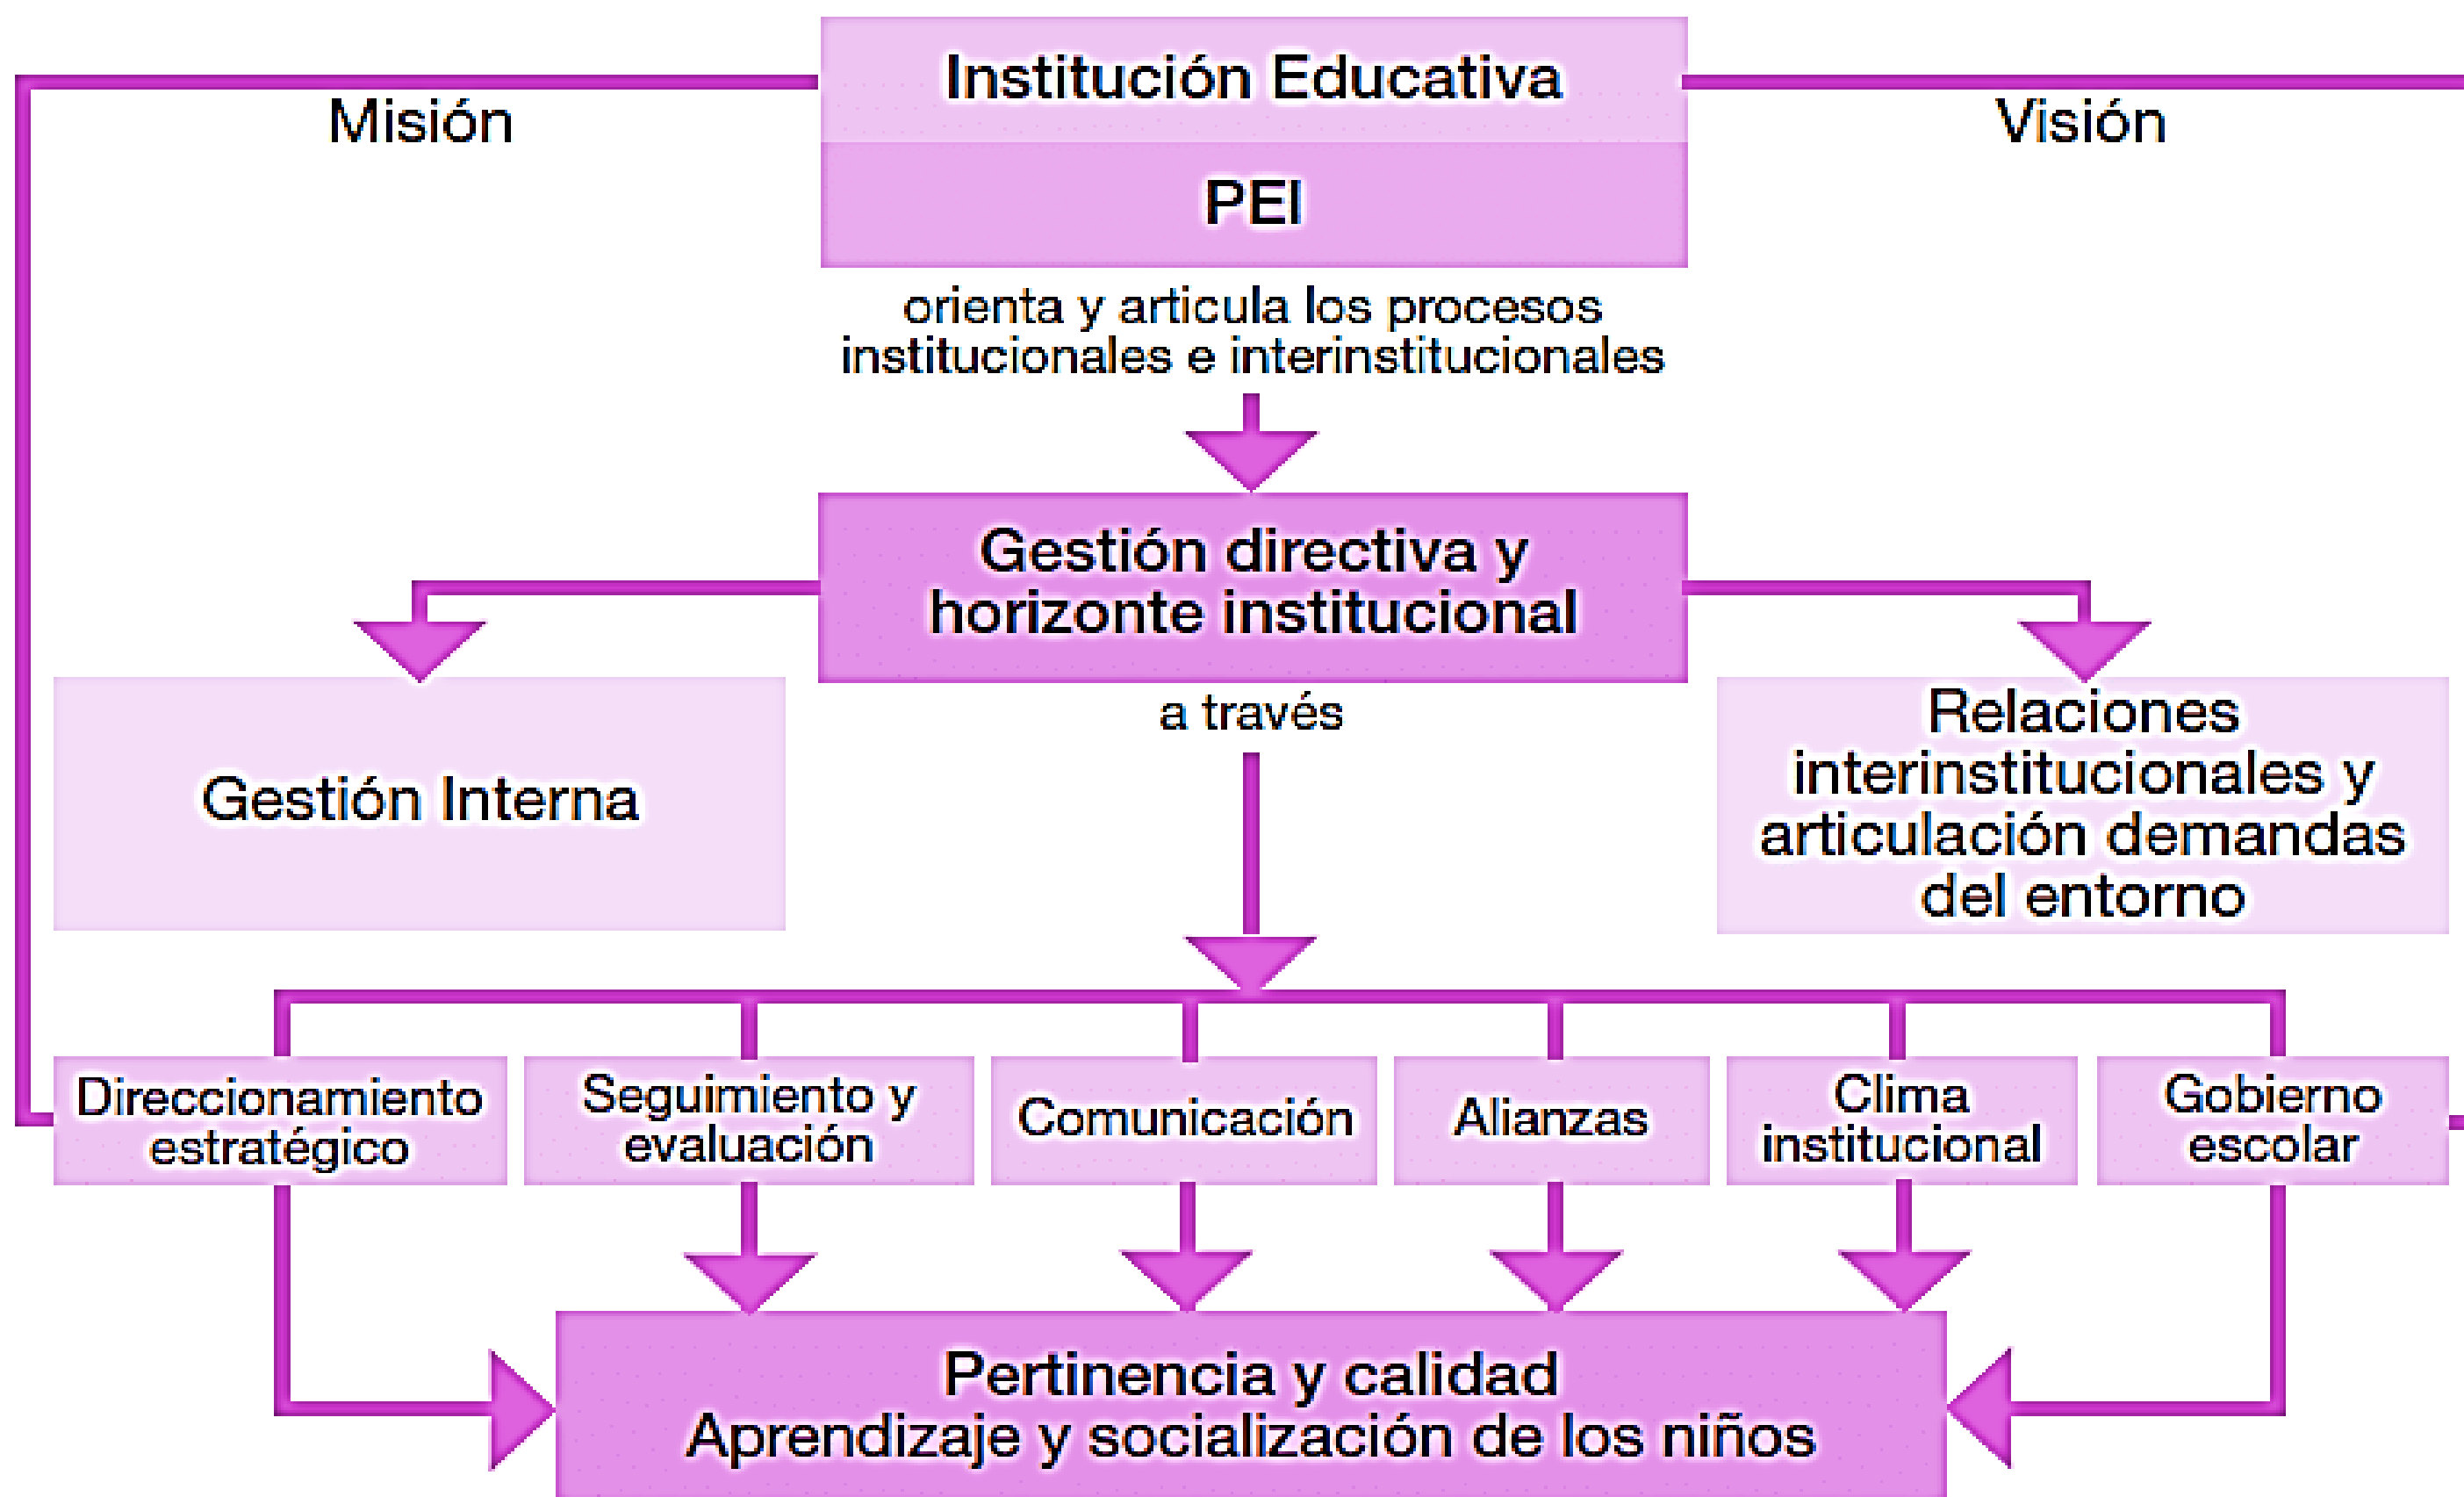 Institución Educativa
Misión
Visión
PEI
orienta y articula los procesos
institucionales e interinstitucionales
Gestión directiva y
horizonte institucional
a través
Gestión Interna
Relaciones
interinstitucionales y
articulación demandas
del entorno
Direccionamiento
estratégico
Seguimiento y
evaluación
Comunicación
Alianzas
Clima
institucional
Gobierno
escolar
Pertinencia y calidad
Aprendizaje y socialización de los niños